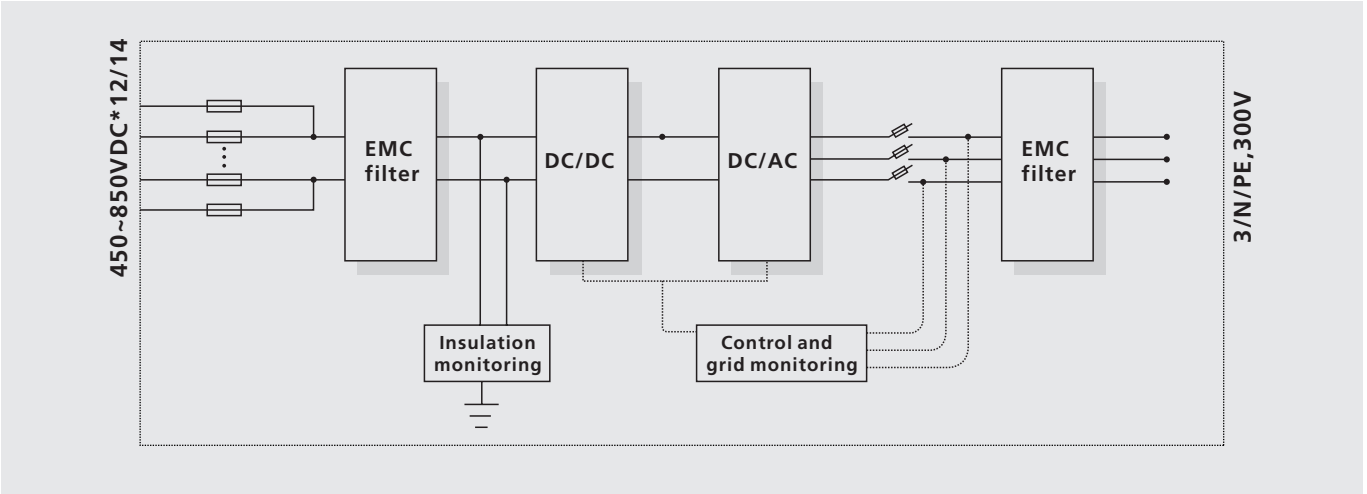 450~850VDC*12/14
EMC
filter
DC/DC
DC/AC
EMC
filter
3/N/PE,300V
Insulation
monitoring
Control and
grid monitoring